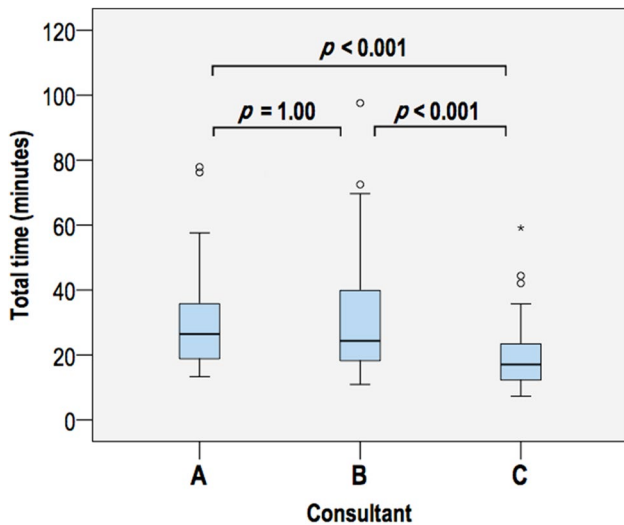 120
p < 0.001
100
p = 1.00
p < 0.001
80
60
40
20
0
Total time (minutes)
*
A
B
C
Consultant